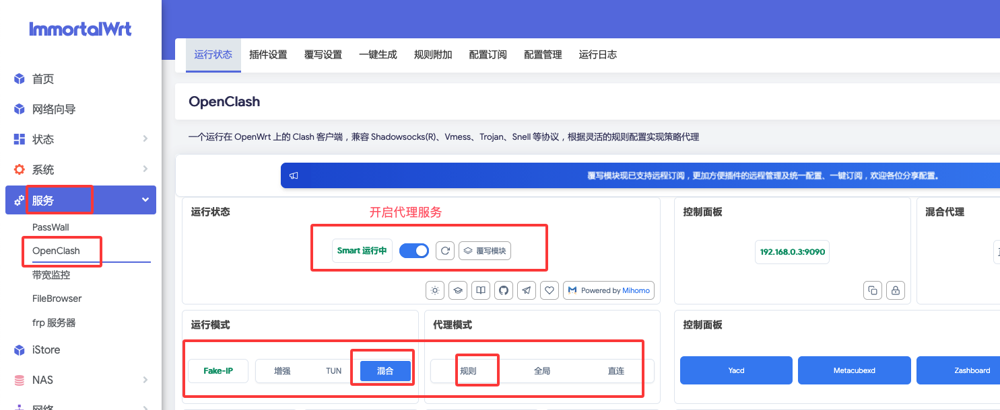 ImmortalWrt
首页
网络向导
状态
系统
服务
PassWall
OpenClash
带宽监控
FileBrowser
frp 服务器
iStore
NAS
网络
运行状态 插件设置 覆写设置 一键生成 规则附加 配置订阅 配置管理 运行日志
OpenClash
一个运行在 OpenWrt 上的 Clash 客户端，兼容 Shadowsocks(R)、Vmess、Trojan、Snell 等协议，根据灵活的规则配置实现策略代理
覆写模块现已支持远程订阅，更加方便插件的远程管理及统一配置、一键订阅，欢迎各位分享配置。
运行状态
开启代理服务
Smart 运行中
覆写模块
Powered by Mihomo
控制面板
192.168.0.3:9090
混合代理
运行模式
Fake-IP 增强 TUN 混合
代理模式
规则 全局 直连
控制面板
Yacd Metacubexd Zashboard